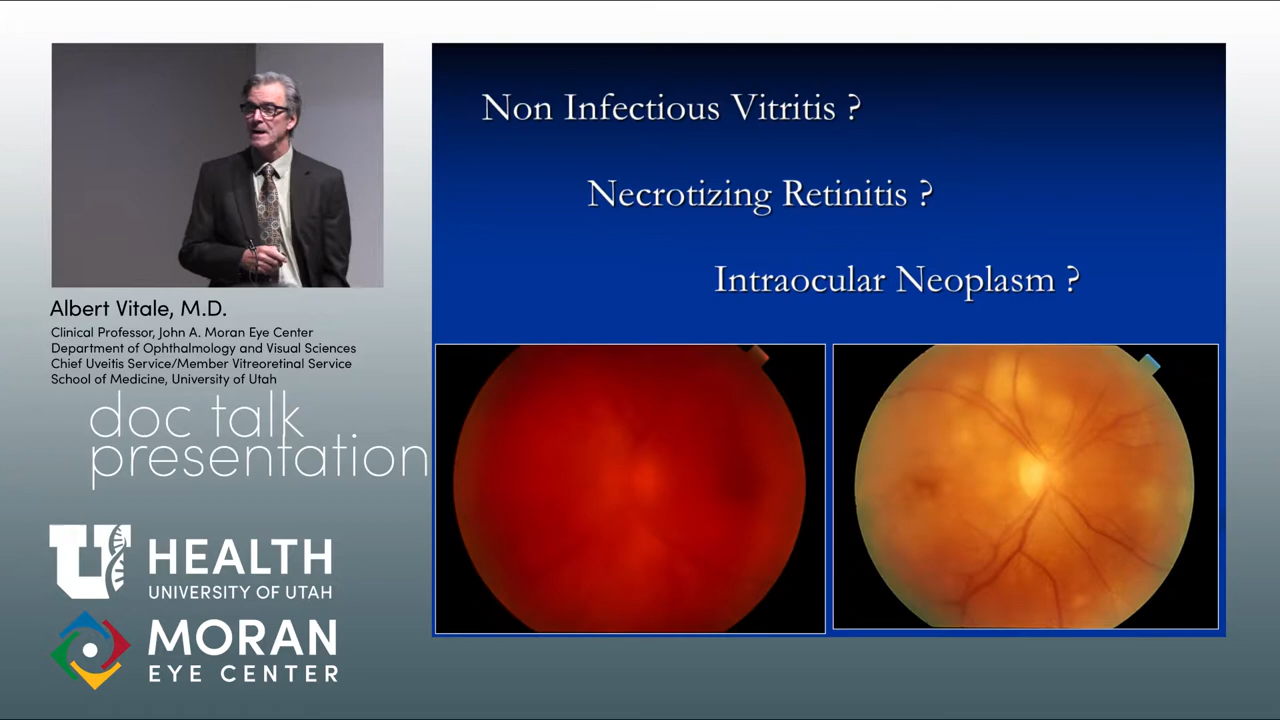 Non Infectious Vitritis ?
Necrotizing Retinitis ?
Intraocular Neoplasm ?
Albert Vitale, M.D.
Clinical Professor, John A. Moran Eye Center
Department of Ophthalmology and Visual Sciences
Chief Uveitis Service/Member Vitreoretinal Service
School of Medicine, University of Utah
doc talk
presentation
U HEALTH
UNIVERSITY OF UTAH
MORAN
EYE CENTER